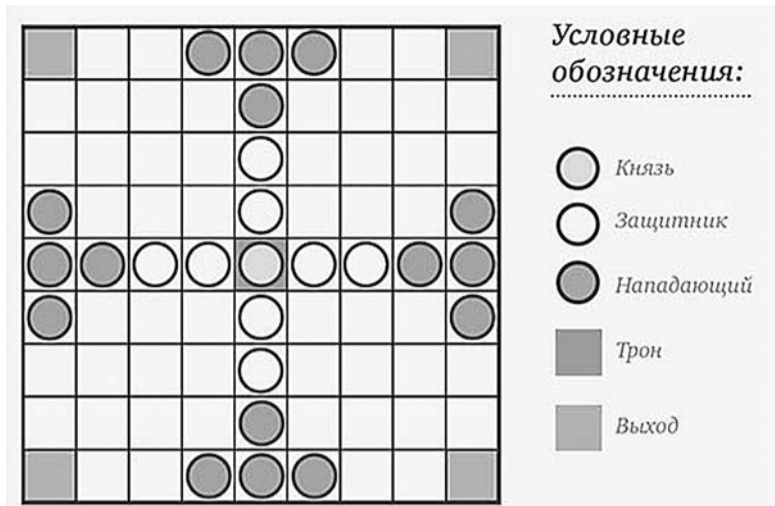 Условные
обозначения:
Князь
Защитник
Нападающий
Трон
Выход